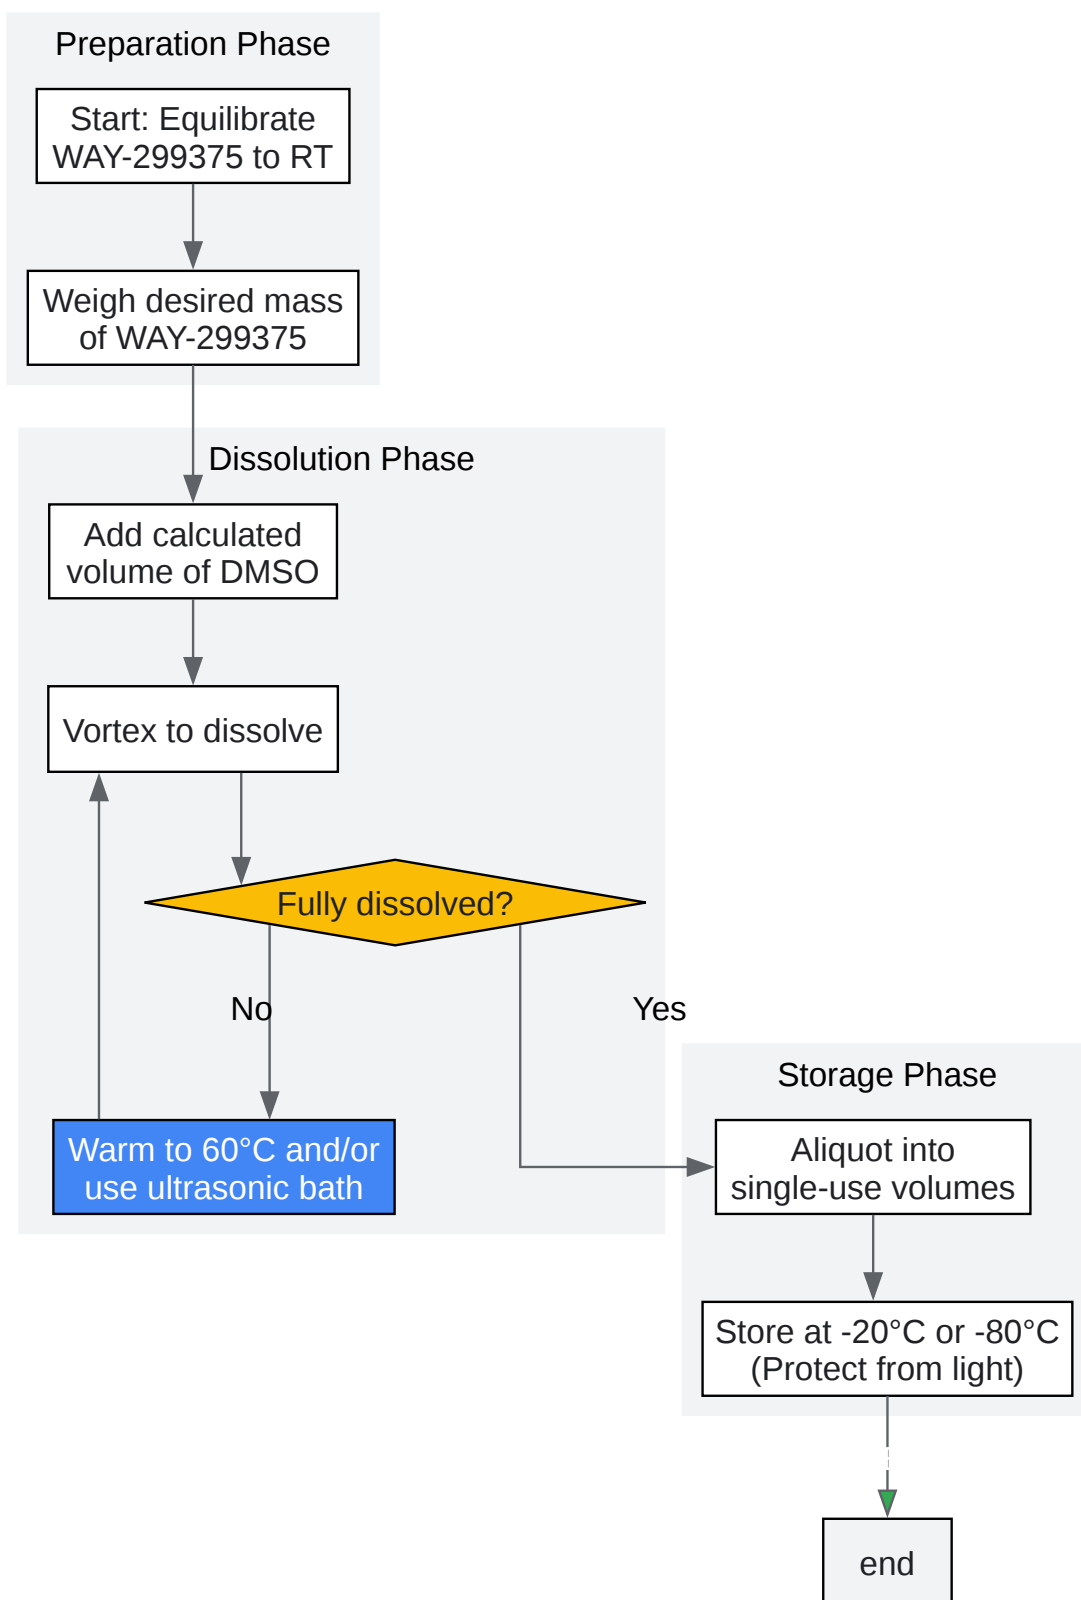 Preparation Phase
Start: Equilibrate
WAY-299375 to RT
Weigh desired mass
of WAY-299375
Dissolution Phase
Add calculated
volume of DMSO
Vortex to dissolve
Fully dissolved?
No
Yes
Warm to 60°C and/or
use ultrasonic bath
Storage Phase
Aliquot into
single-use volumes
Store at -20°C or -80°C
(Protect from light)
end